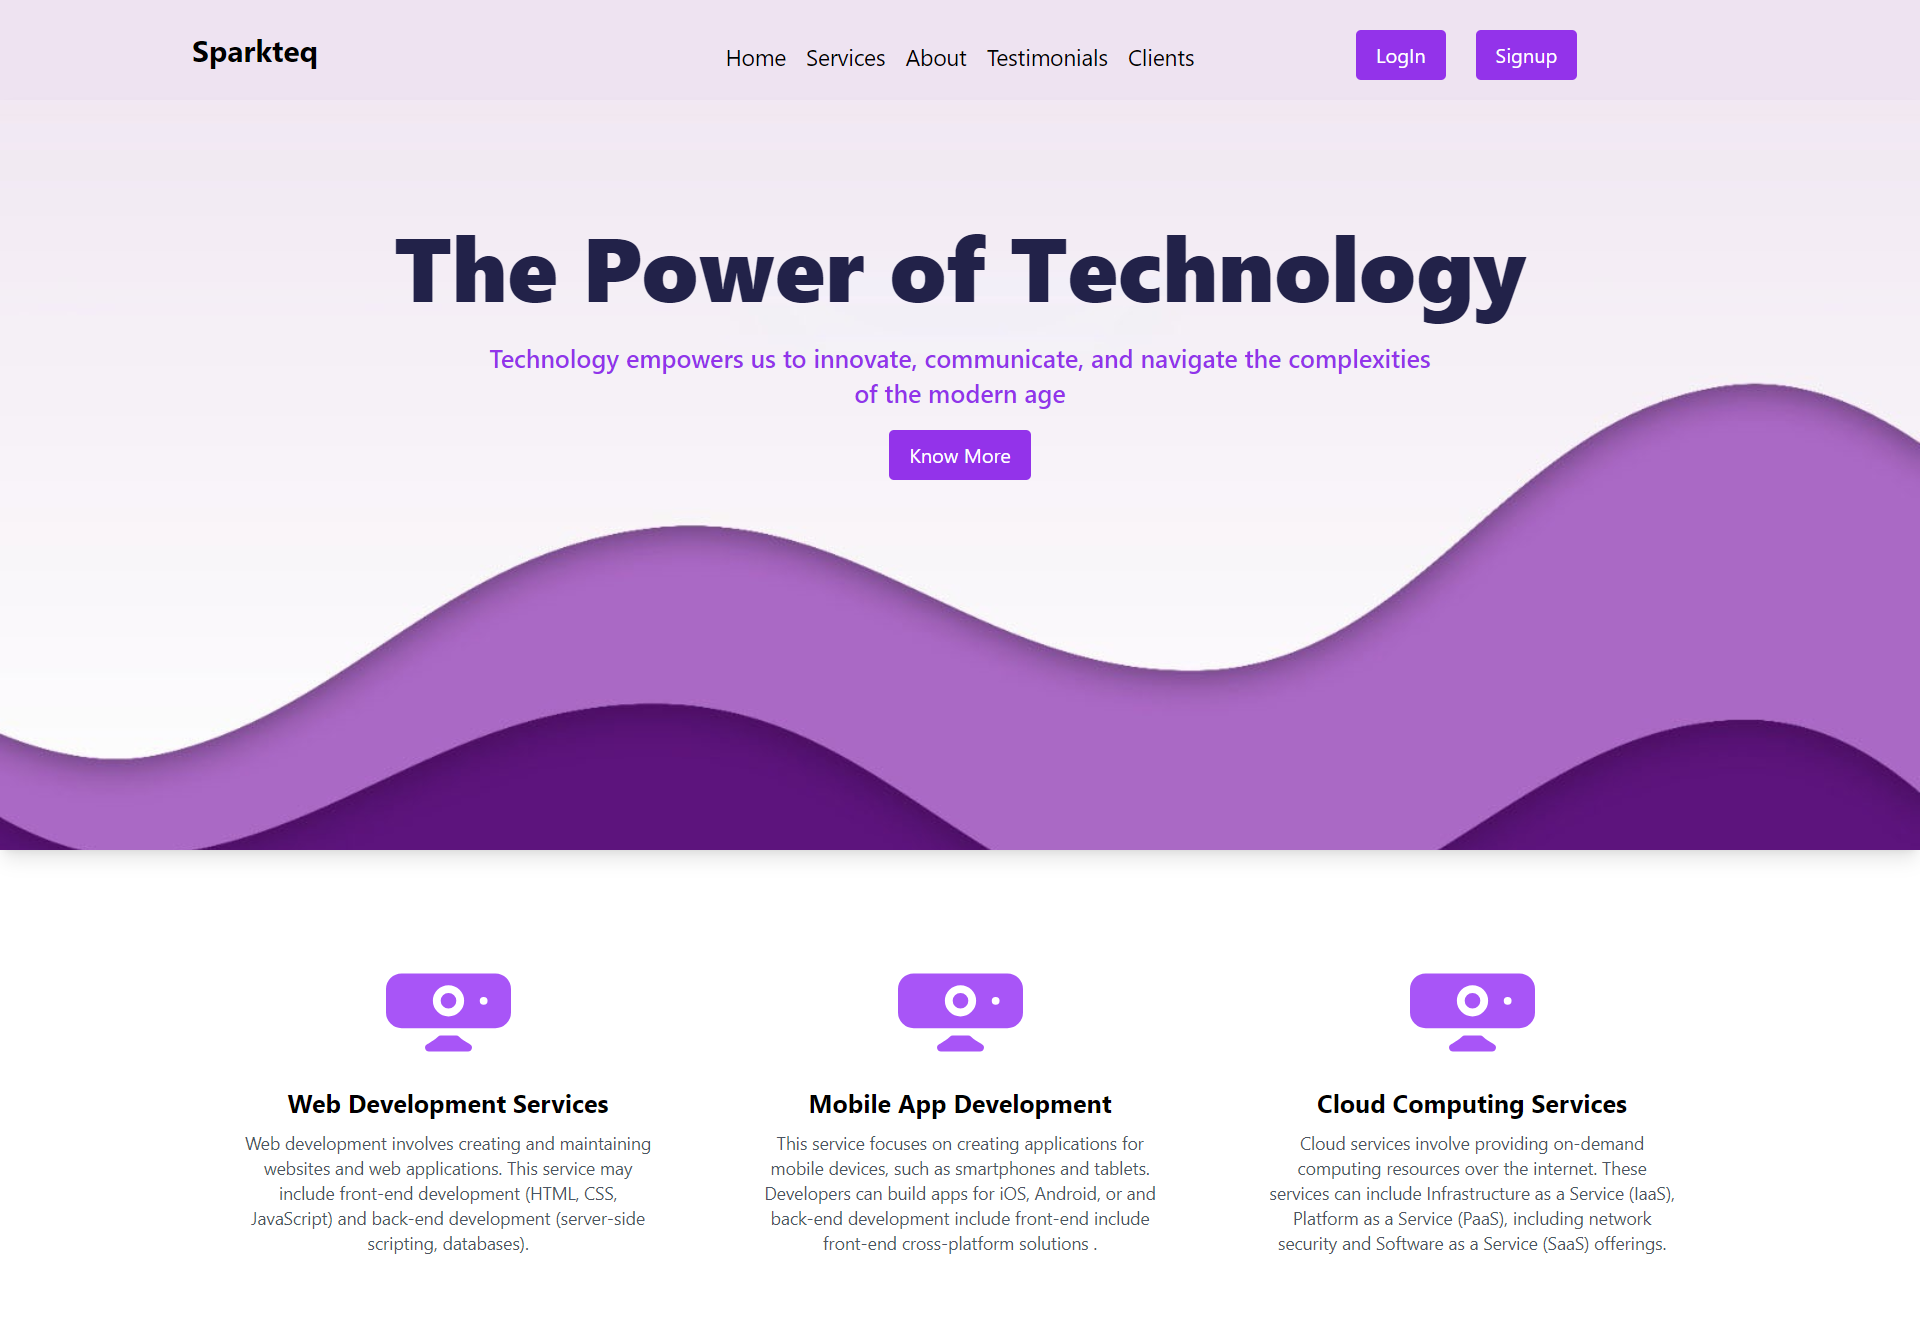 Sparkteq
Home Services About Testimonials Clients
LogIn
Signup
The Power of Technology
Technology empowers us to innovate, communicate, and navigate the complexities
of the modern age
Know More
Web Development Services
Web development involves creating and maintaining
websites and web applications. This service may
include front-end development (HTML, CSS,
JavaScript) and back-end development (server-side
scripting, databases).
Mobile App Development
This service focuses on creating applications for
mobile devices, such as smartphones and tablets.
Developers can build apps for iOS, Android, or and
back-end development include front-end include
front-end cross-platform solutions .
Cloud Computing Services
Cloud services involve providing on-demand
computing resources over the internet. These
services can include Infrastructure as a Service (IaaS),
Platform as a Service (PaaS), including network
security and Software as a Service (SaaS) offerings.